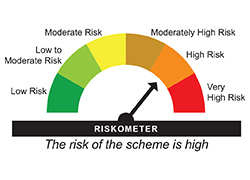 Moderate Risk
Moderately High Risk
Low to
Moderate Risk
High Risk
Low Risk
Very
High Risk
RISKOMETER
The risk of the scheme is high